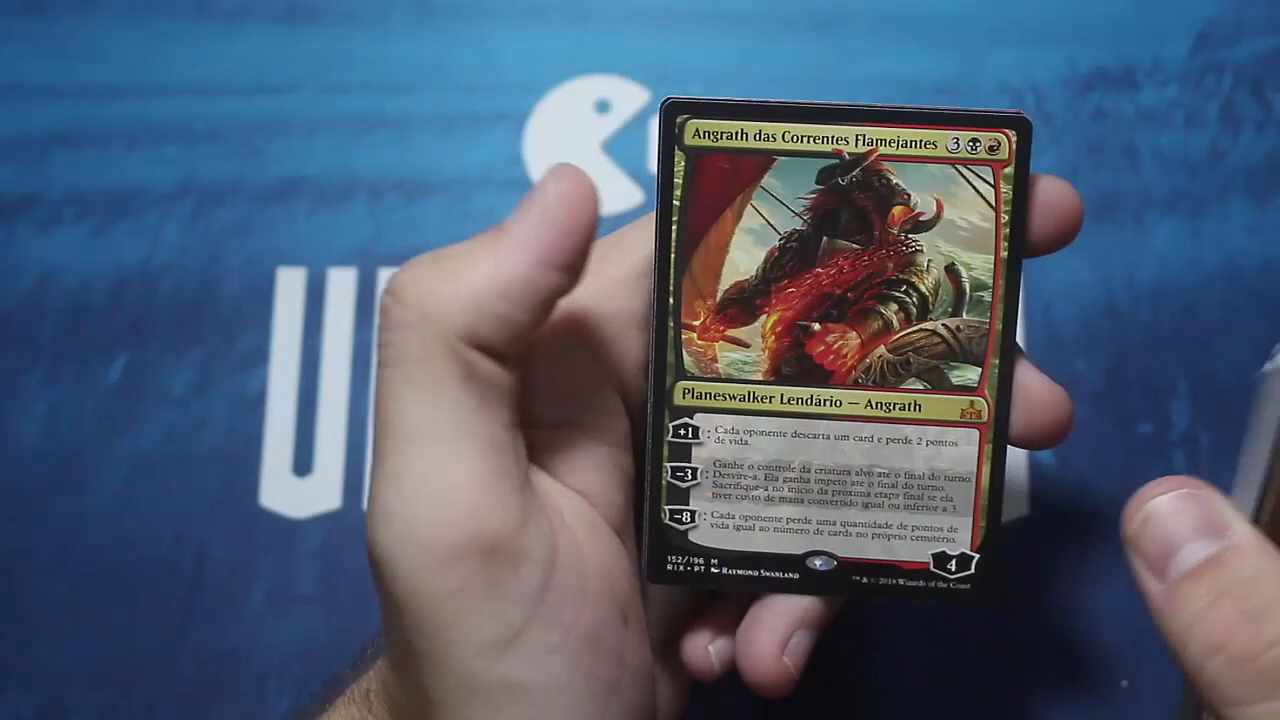 Angrath das Correntes Flamejantes 3
Planeswalker Lendário — Angrath
+1 : Cada oponente descarta um card e perde 2 pontos
de vida.
−3 : Ganhe o controle da criatura alvo até o final do turno.
Desvire-a. Ela ganha ímpeto até o final do turno.
Sacrifique-a no início da próxima etapa final se ela
tiver custo de mana convertido igual ou inferior a 3.
−8 : Cada oponente perde uma quantidade de pontos de
vida igual ao número de cards no próprio cemitério.
4
152/196 M
RIX • PT RAYMOND SWANLAND
™ & © 2018 Wizards of the Coast
U